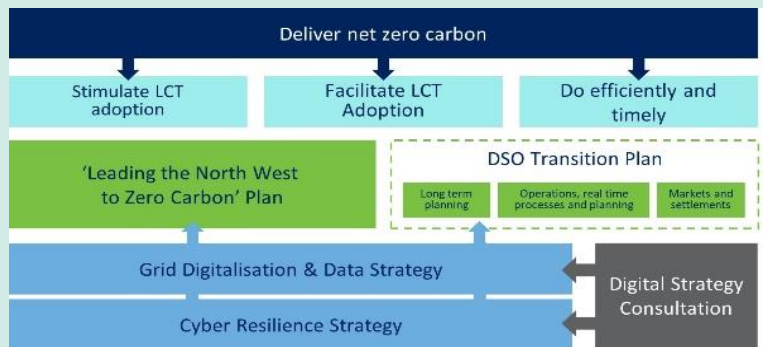 Deliver net zero carbon
Stimulate LCT
adoption
Facilitate LCT
Adoption
Do efficiently and
timely
‘Leading the North West
to Zero Carbon’ Plan
DSO Transition Plan
Long term
planning
Operations, real time
processes and planning
Markets and
settlements
Grid Digitalisation & Data Strategy
Cyber Resilience Strategy
Digital Strategy
Consultation